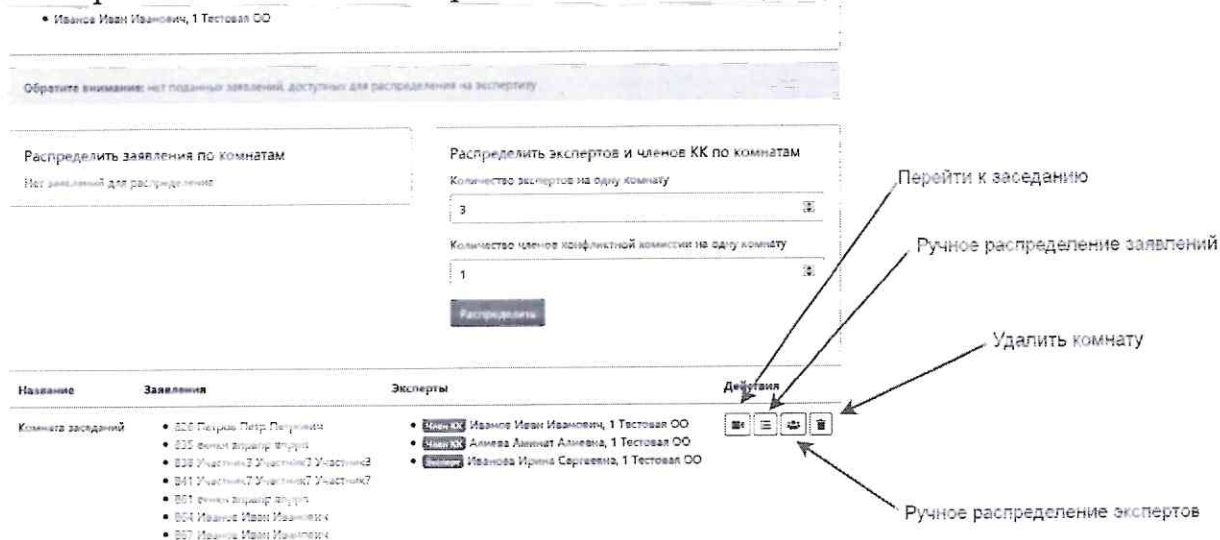 • Иванов Иван Иванович, 1 Тестовая ОО
Обратите внимание: нет поданных заявлений, доступных для распределения на экспертизу
Распределить заявления по комнатам
Нет заявлений для распределения
Распределить экспертов и членов КК по комнатам
Количество экспертов на одну комнату
3
Количество членов конфликтной комиссии на одну комнату
1
Распределить
Перейти к заседанию
Ручное распределение заявлений
Удалить комнату
Название Заявления Эксперты Действия
Комната заседаний
• 826 Петров Петр Петрович
• 835
• 838 Участник3 Участник3 Участник3
• 841 Участник7 Участник7 Участник7
• 861
• 864 Иванов Иван Иванович
• 867 Иванов Иван Иванович
• Член КК Иванов Иван Иванович, 1 Тестовая ОО
• Член КК Алиева Аминат Алиевна, 1 Тестовая ОО
• Эксперт Иванова Ирина Сергеевна, 1 Тестовая ОО
Ручное распределение экспертов